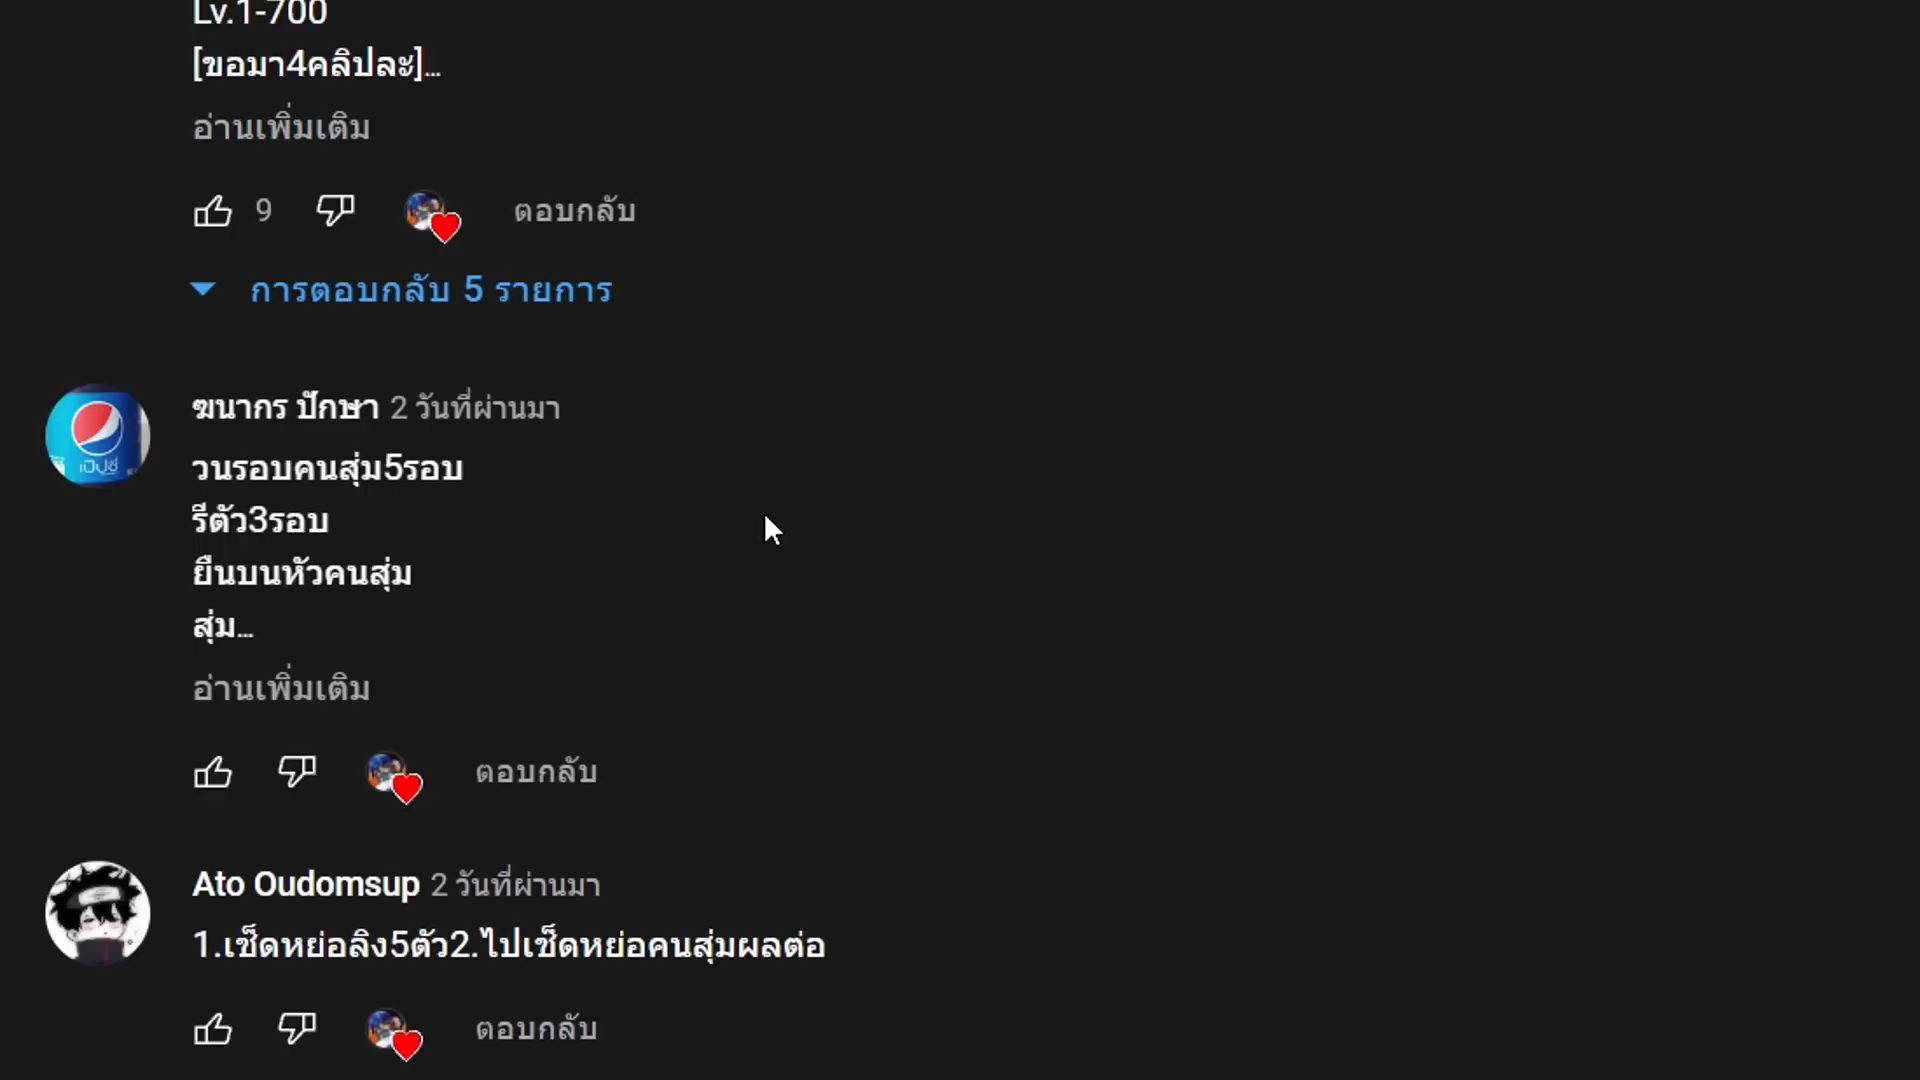 Lv.1-700
[ขอมา4คลิปละ]...
อ่านเพิ่มเติม
9
ตอบกลับ
การตอบกลับ 5 รายการ
ฆนากร ปักษา 2 วันที่ผ่านมา
วนรอบคนสุ่ม5รอบ
รีตัว3รอบ
ยืนบนหัวคนสุ่ม
สุ่ม...
อ่านเพิ่มเติม
ตอบกลับ
Ato Oudomsup 2 วันที่ผ่านมา
1.เช็ดหย่อลิง5ตัว2.ไปเช็ดหย่อคนสุ่มผลต่อ
ตอบกลับ
เป๊ปซี่